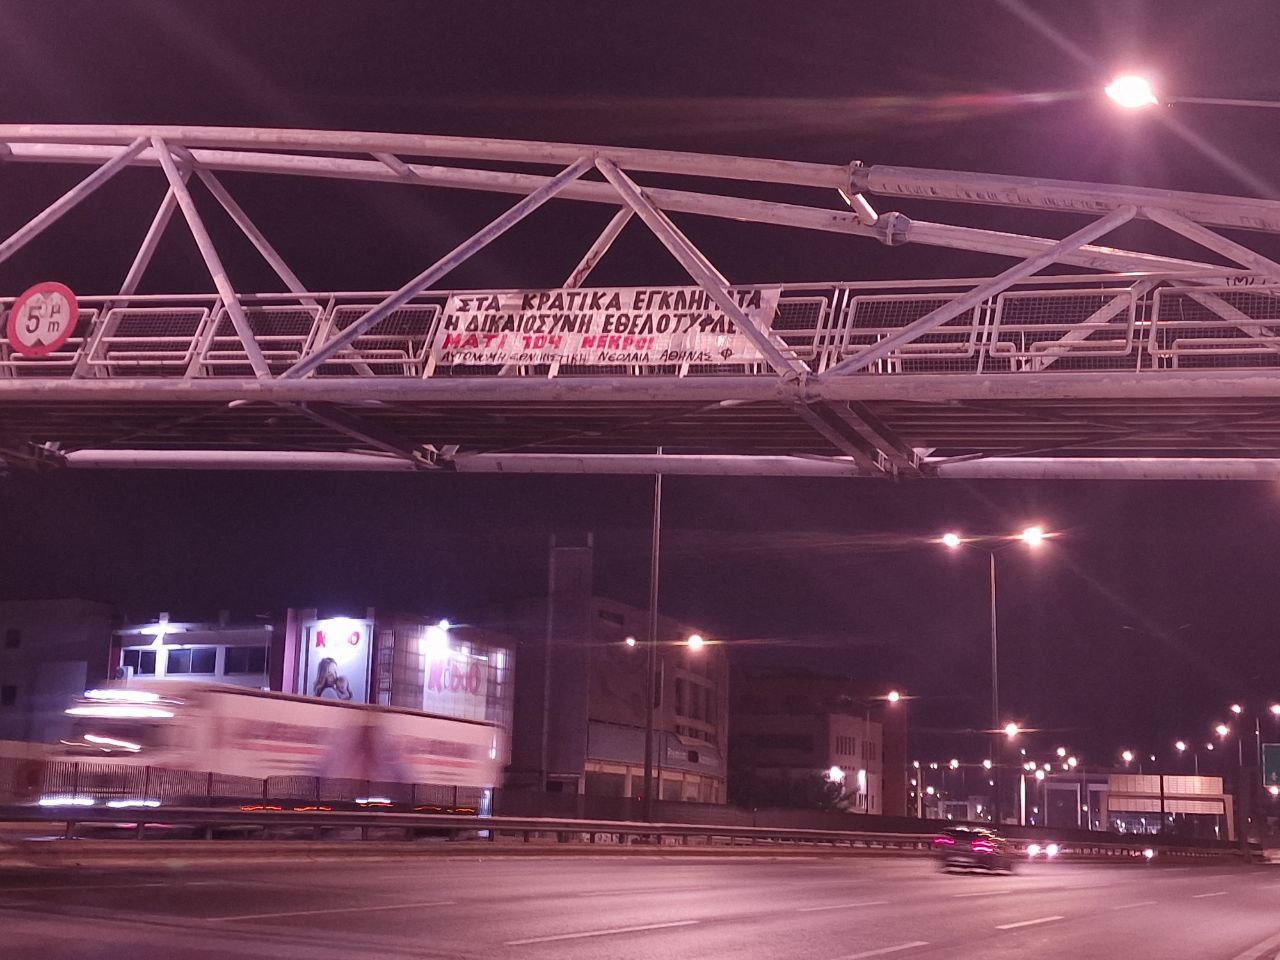 5 μ
m
ΣΤΑ ΚΡΑΤΙΚΑ ΕΓΚΛΗΜΑΤΑ
Η ΔΙΚΑΙΟΣΥΝΗ ΕΘΕΛΟΤΥΦΛΕΙ
ΜΑΤΙ 104 ΝΕΚΡΟΙ
ΑΥΤΟΝΟΜΗ ΕΘΝΙΚΙΣΤΙΚΗ ΝΕΟΛΑΙΑ ΑΘΗΝΑΣ